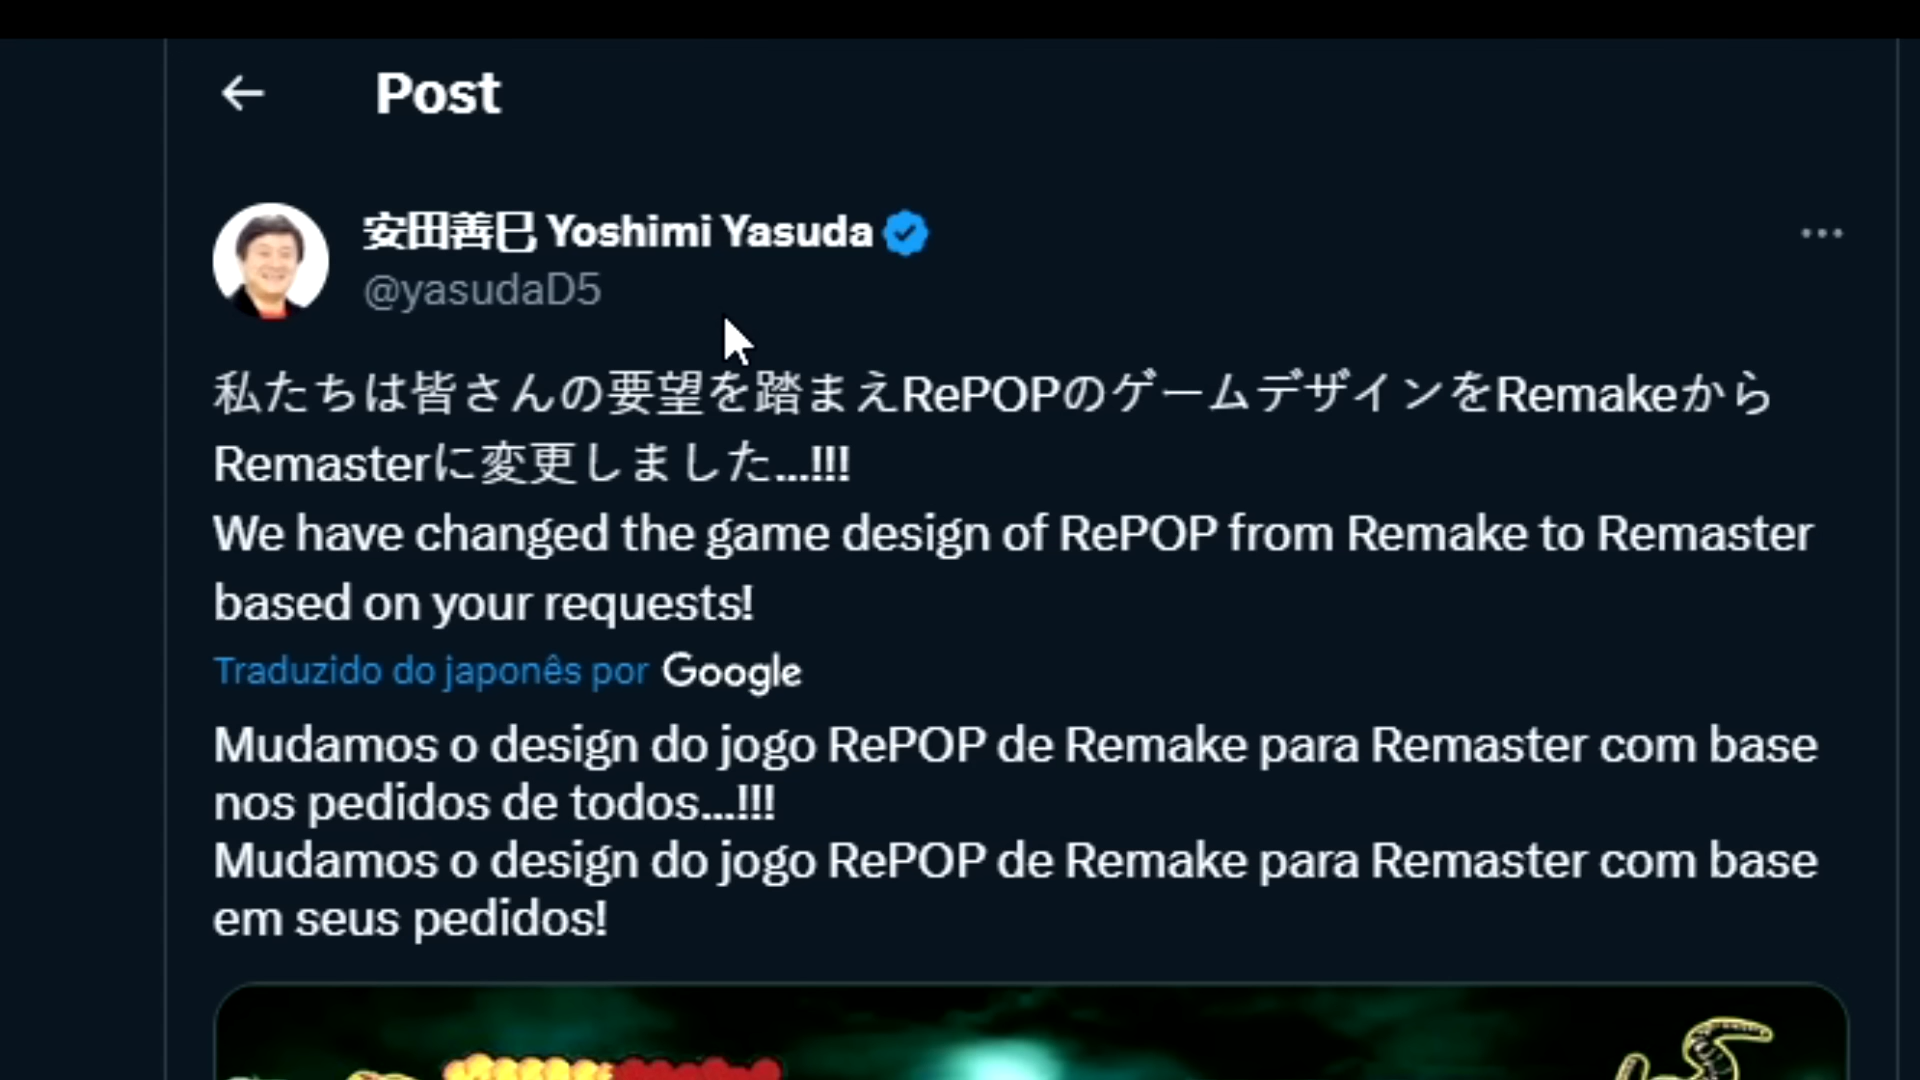 Post
安田善巳 Yoshimi Yasuda
@yasudaD5
私たちは皆さんの要望を踏まえRePOPのゲームデザインをRemakeから
Remasterに変更しました...!!!
We have changed the game design of RePOP from Remake to Remaster
based on your requests!
Traduzido do japonês por Google
Mudamos o design do jogo RePOP de Remake para Remaster com base
nos pedidos de todos...!!!
Mudamos o design do jogo RePOP de Remake para Remaster com base
em seus pedidos!